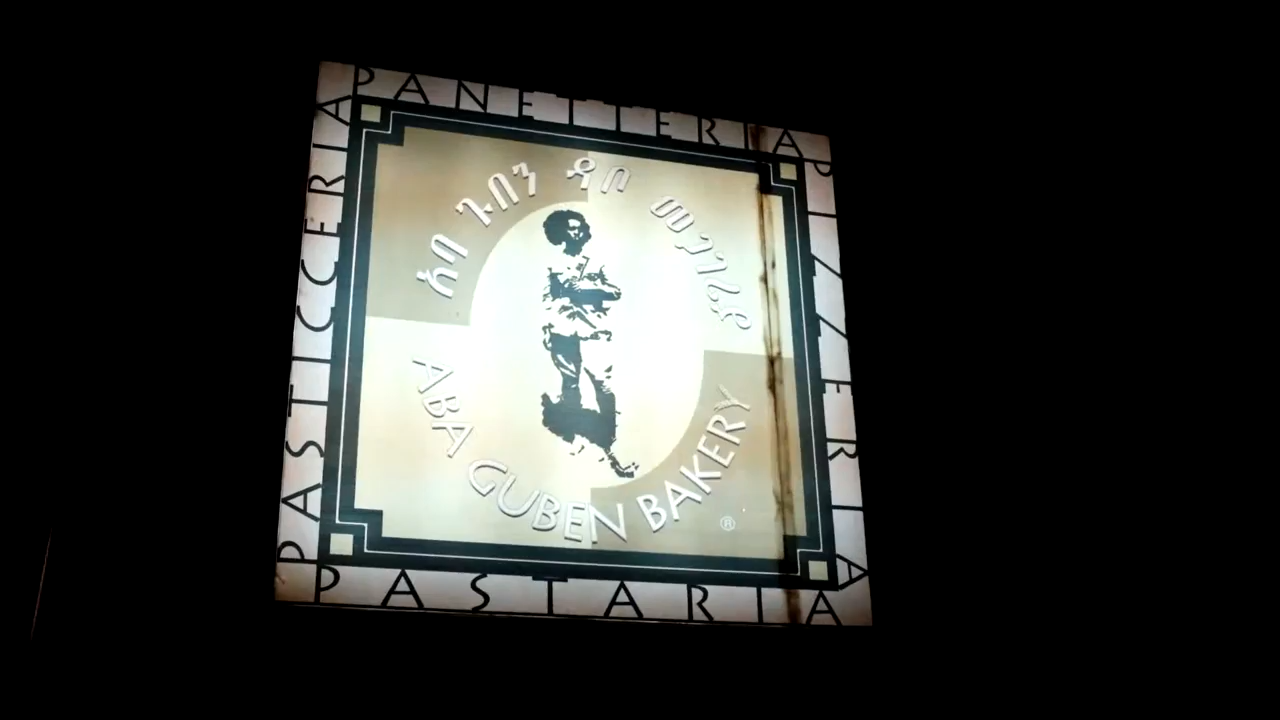 PANETTERIA
PIZZERIA
PASTICCERIA
PASTARIA
አባ ጉበን ዳቦ መጋገሪያ
ABA GUBEN BAKERY
®